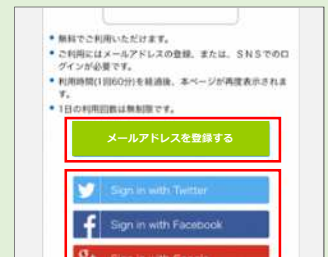 • 無料でご利用いただけます。
• ご利用にはメールアドレスの登録、または、SNSでのロ
グインが必要です。
• 利用時間(1回60分)を経過後、本ページが再度表示されま
す。
• 1日の利用回数は無制限です。
メールアドレスを登録する
Sign in with Twitter
Sign in with Facebook
Sign in with Google